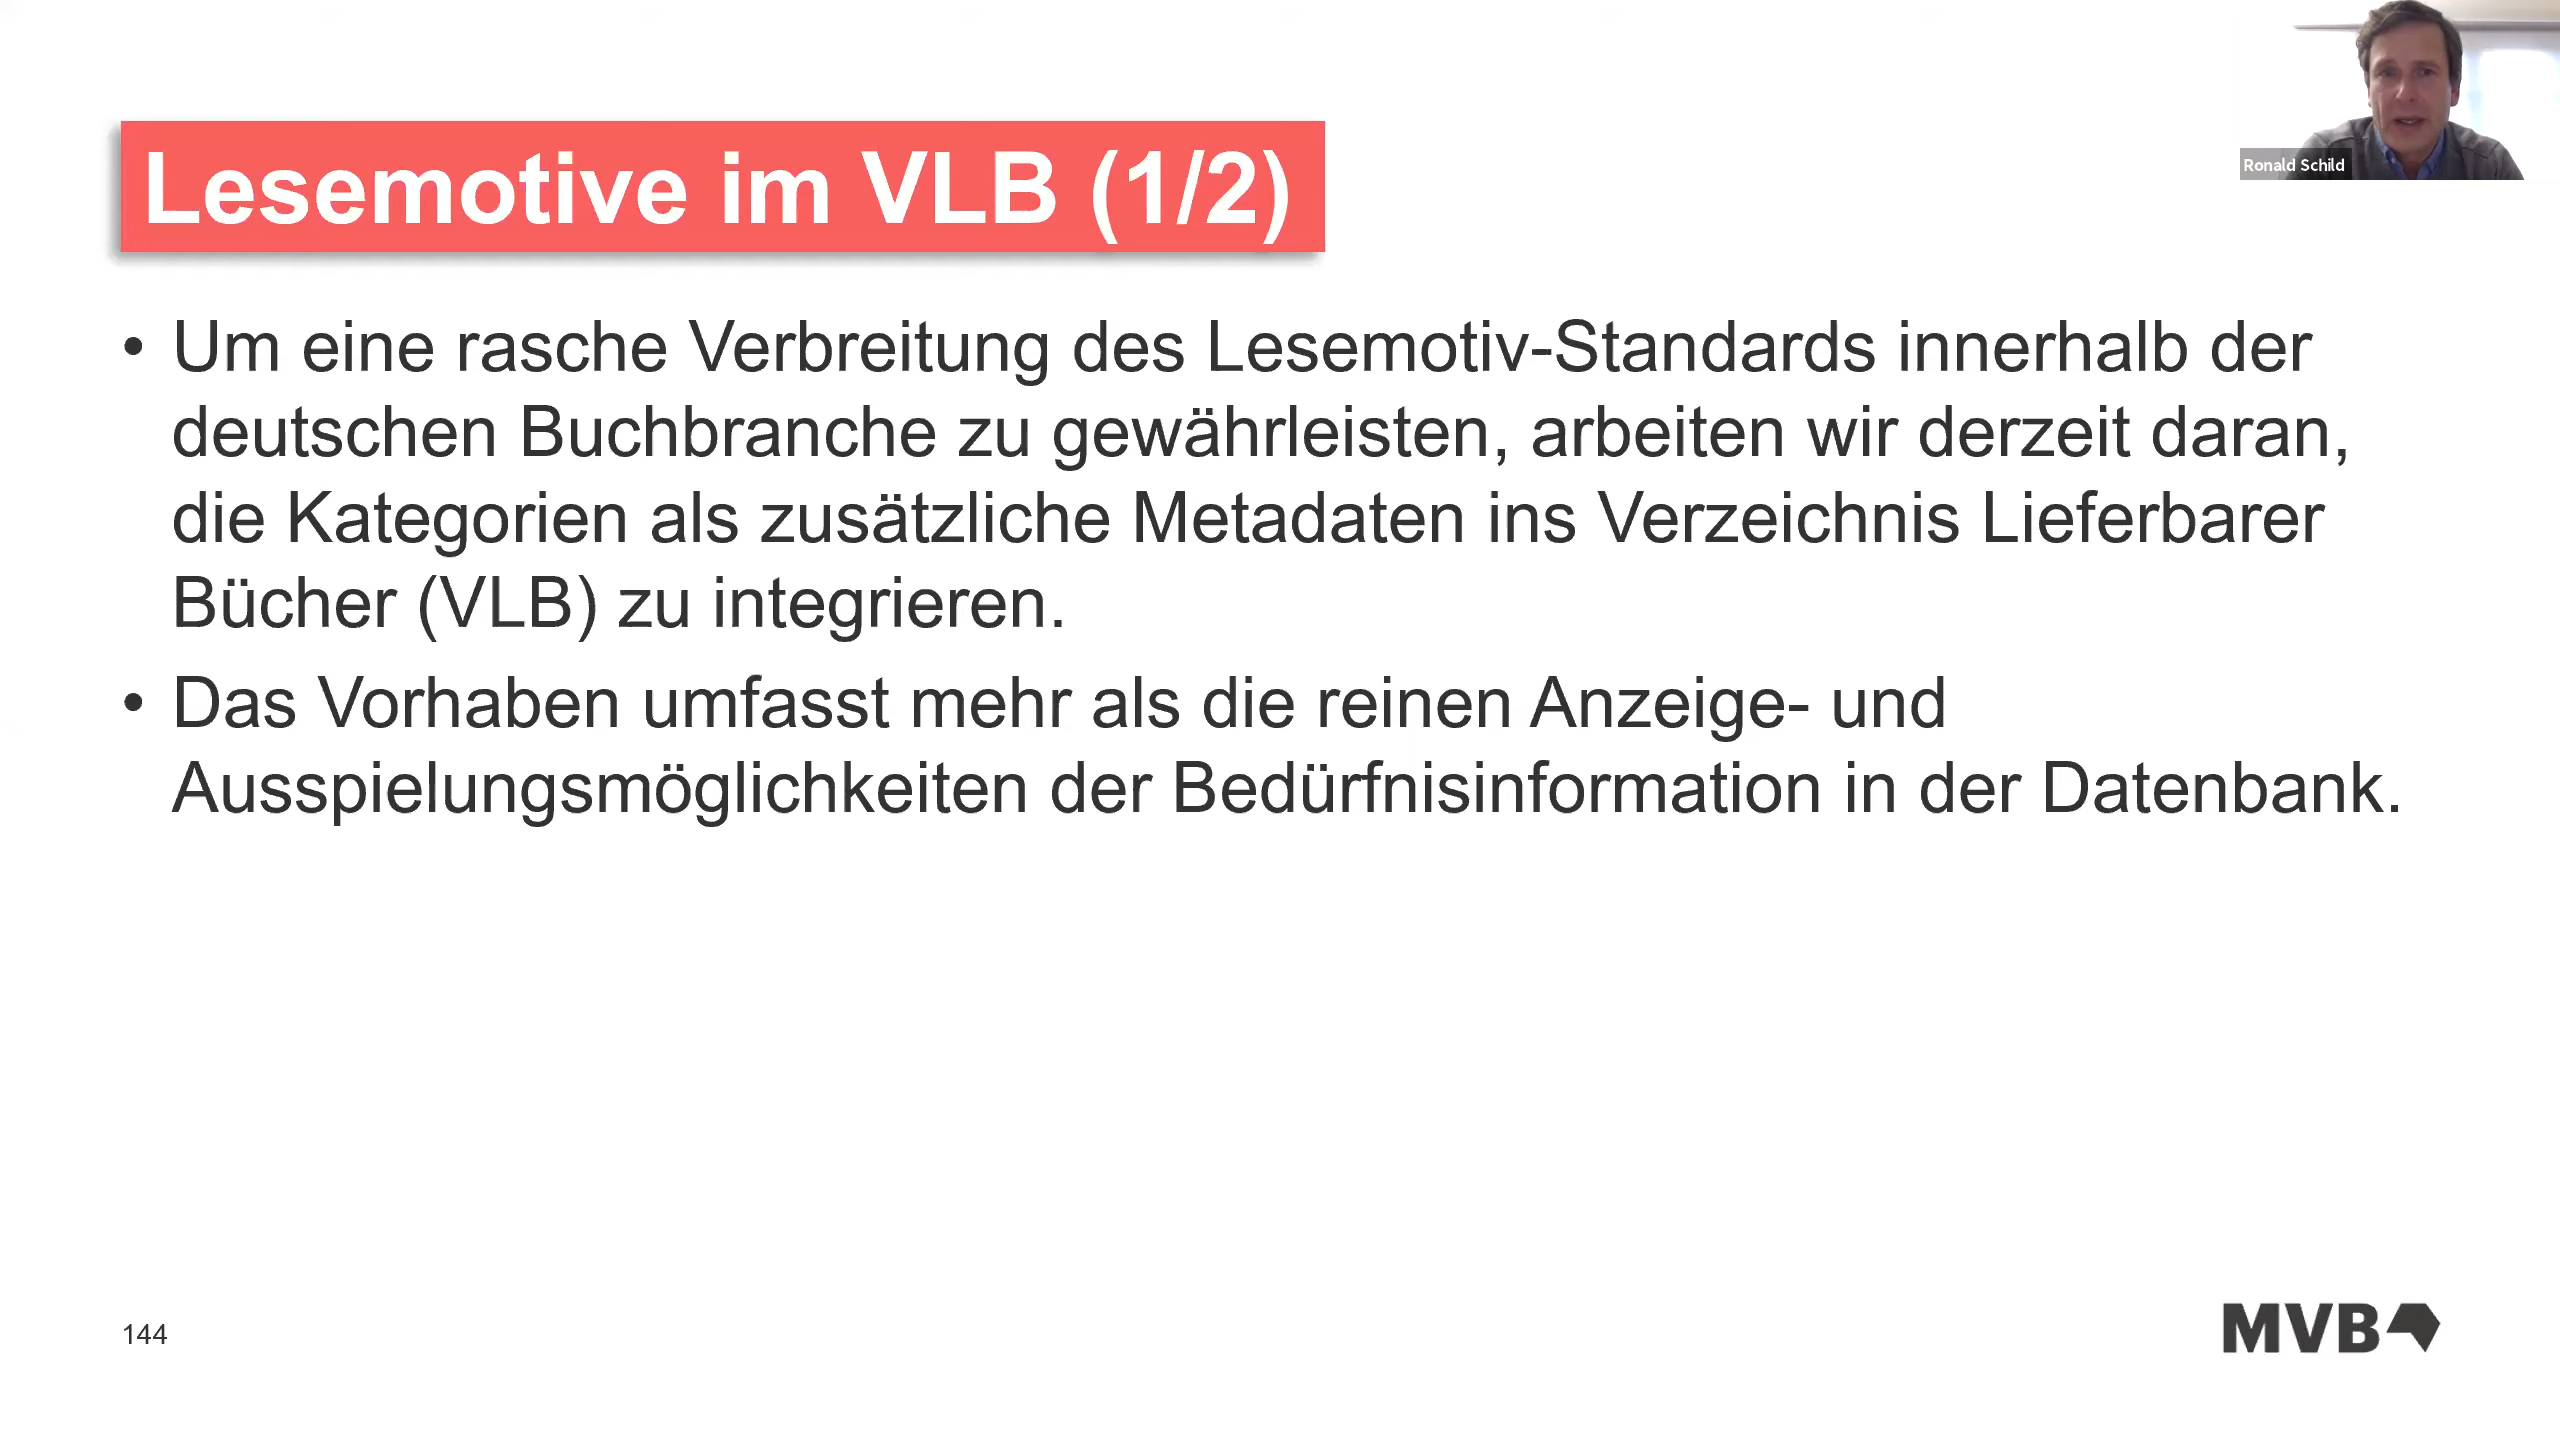 Ronald Schild
Lesemotive im VLB (1/2)
• Um eine rasche Verbreitung des Lesemotiv-Standards innerhalb der
deutschen Buchbranche zu gewährleisten, arbeiten wir derzeit daran,
die Kategorien als zusätzliche Metadaten ins Verzeichnis Lieferbarer
Bücher (VLB) zu integrieren.
• Das Vorhaben umfasst mehr als die reinen Anzeige- und
Ausspielungsmöglichkeiten der Bedürfnisinformation in der Datenbank.
144
MVB